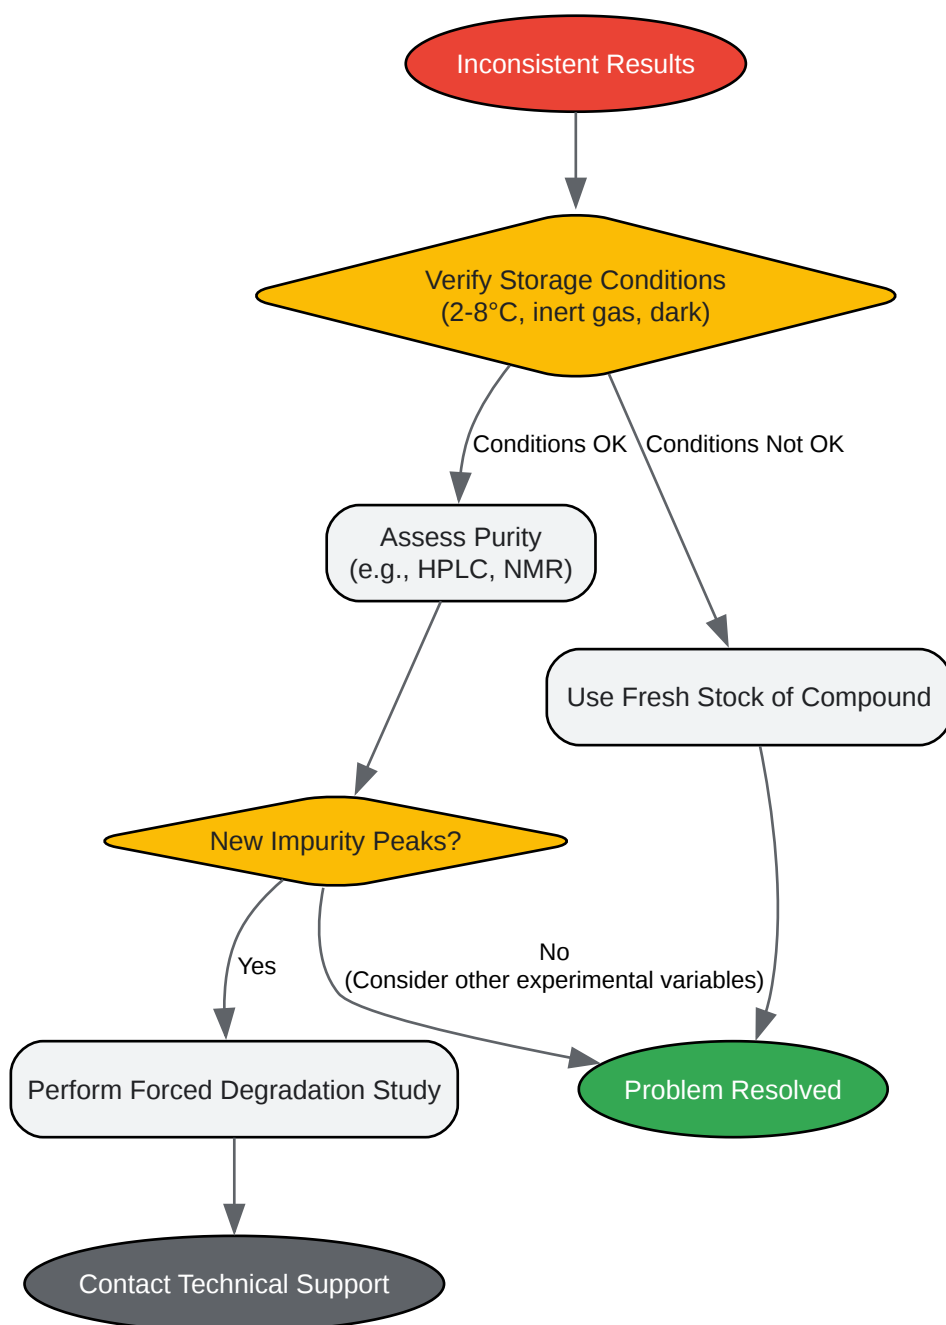 Inconsistent Results
Verify Storage Conditions
(2-8°C, inert gas, dark)
Conditions OK
Conditions Not OK
Assess Purity
(e.g., HPLC, NMR)
Use Fresh Stock of Compound
New Impurity Peaks?
Yes
No
(Consider other experimental variables)
Perform Forced Degradation Study
Problem Resolved
Contact Technical Support